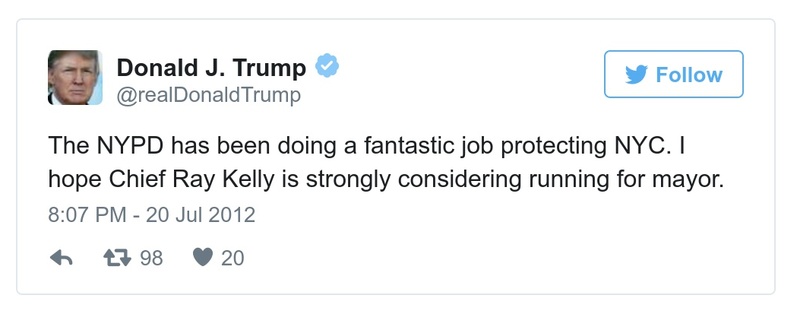 Donald J. Trump
@realDonaldTrump
Follow
The NYPD has been doing a fantastic job protecting NYC. I
hope Chief Ray Kelly is strongly considering running for mayor.
8:07 PM - 20 Jul 2012
98 20